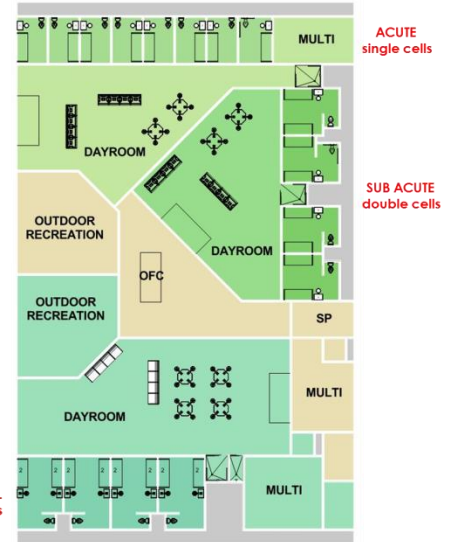 MULTI
ACUTE
single cells
DAYROOM
SUB ACUTE
double cells
OUTDOOR
RECREATION
DAYROOM
OFC
OUTDOOR
RECREATION
SP
MULTI
DAYROOM
2
2
2
2
2
MULTI